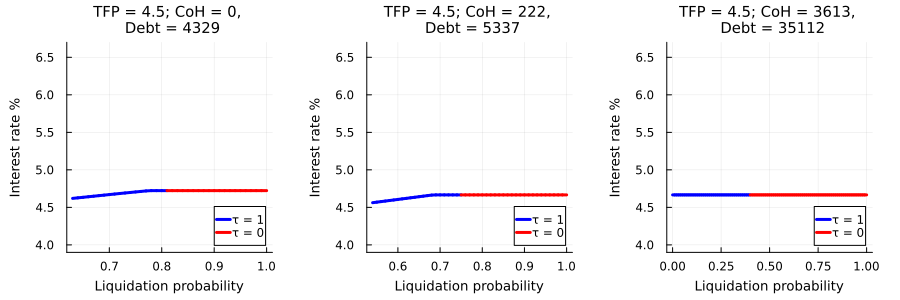 TFP = 4.5; CoH = 0,
Debt = 4329
Interest rate %
6.5
6.0
5.5
5.0
4.5
4.0
τ = 1
τ = 0
0.7
0.8
0.9
1.0
Liquidation probability
TFP = 4.5; CoH = 222,
Debt = 5337
Interest rate %
6.5
6.0
5.5
5.0
4.5
4.0
τ = 1
τ = 0
0.6
0.7
0.8
0.9
1.0
Liquidation probability
TFP = 4.5; CoH = 3613,
Debt = 35112
Interest rate %
6.5
6.0
5.5
5.0
4.5
4.0
τ = 1
τ = 0
0.00
0.25
0.50
0.75
1.00
Liquidation probability